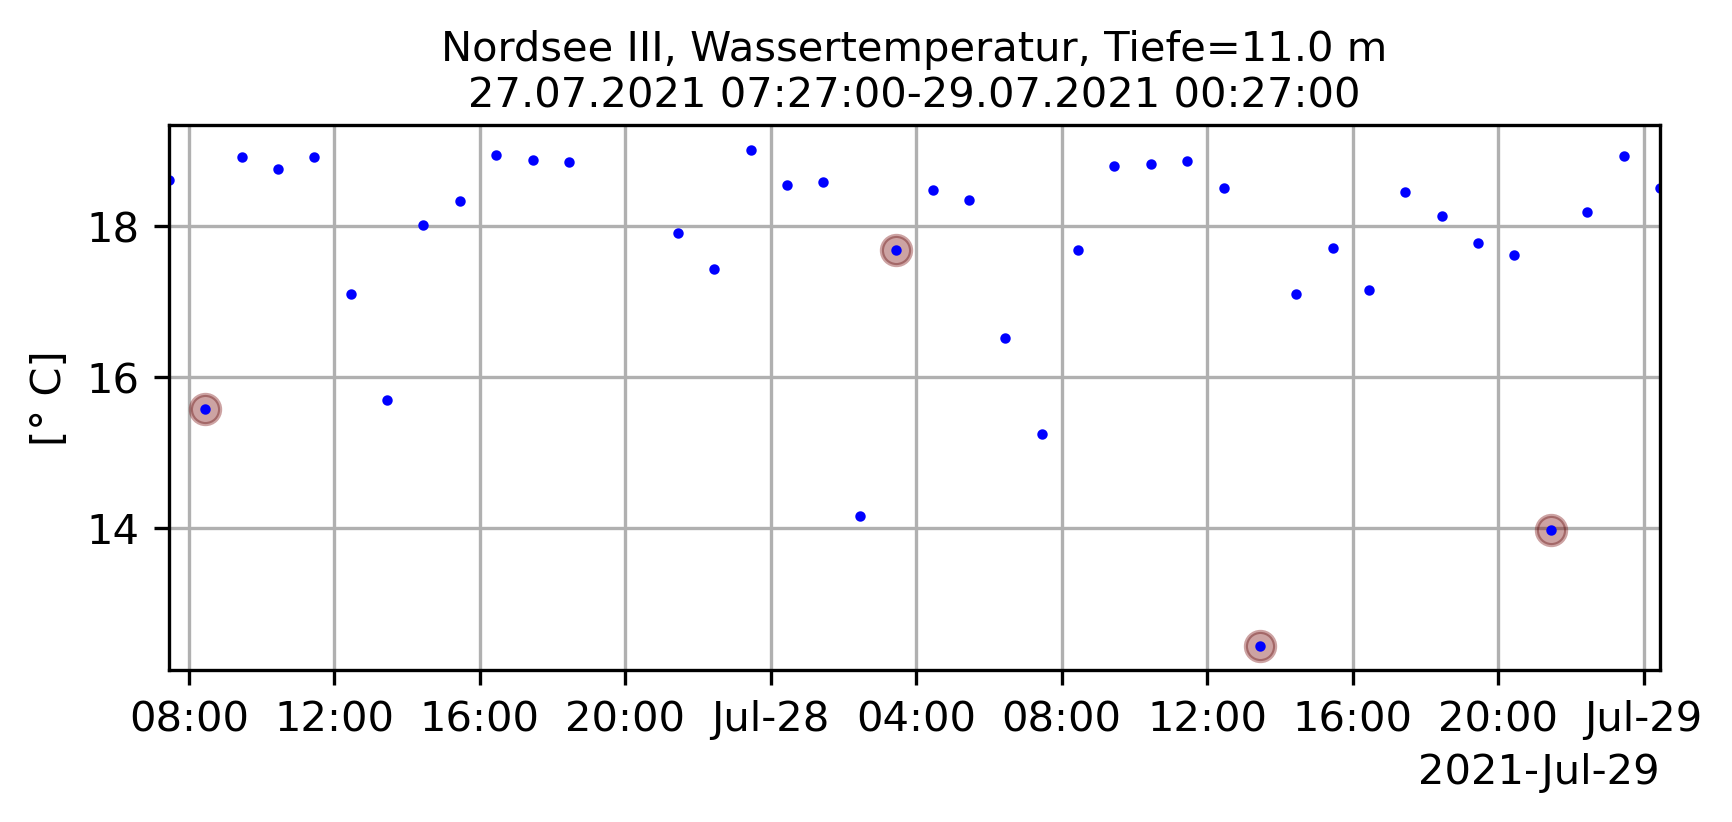 Nordsee III, Wassertemperatur, Tiefe=11.0 m
27.07.2021 07:27:00-29.07.2021 00:27:00
[° C]
18
16
14
08:00 12:00 16:00 20:00 Jul-28 04:00 08:00 12:00 16:00 20:00 Jul-29
2021-Jul-29